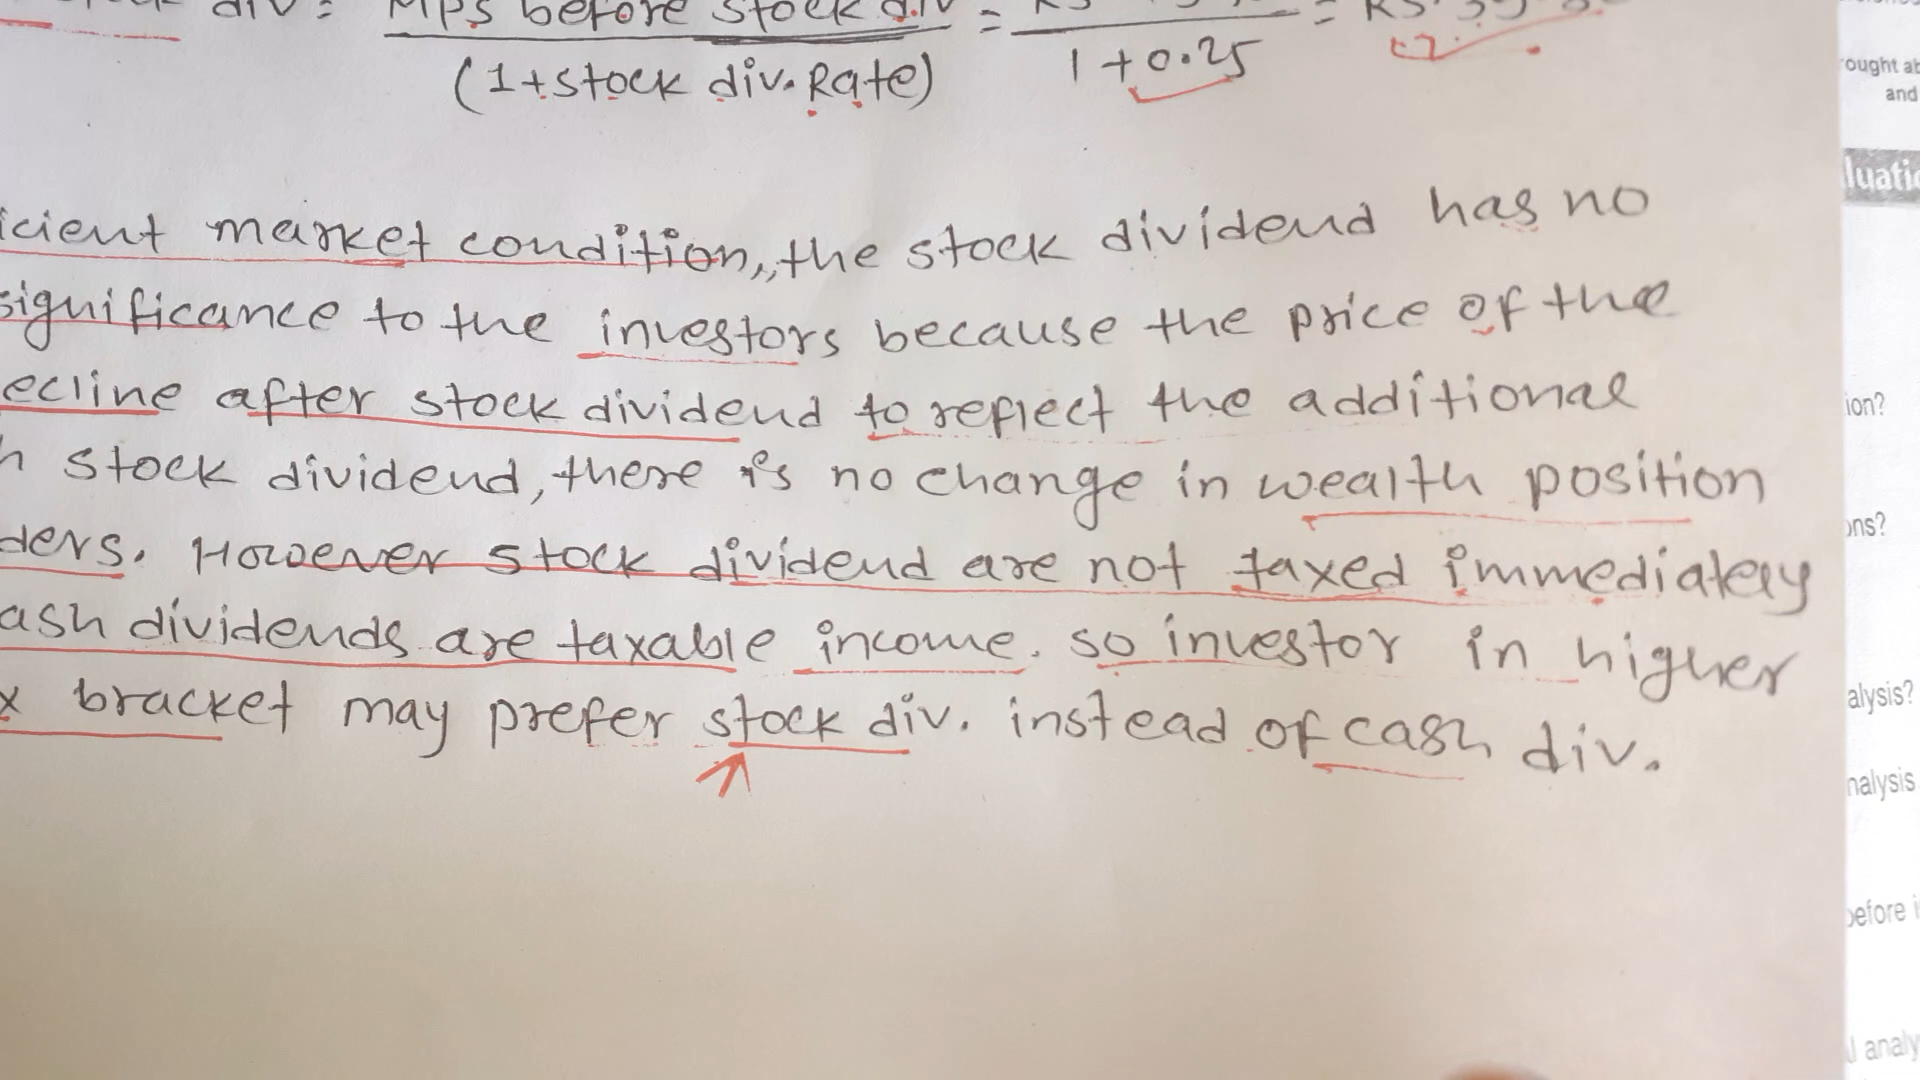 div = MPS before stock div = = Rs.
(1+stock div. Rate) 1+0.25
icient market condition, the stock dividend has no
significance to the investors because the price of the
ecline after stock dividend to reflect the additional
h stock dividend, there is no change in wealth position
ders. However stock dividend are not taxed immediately
ash dividends are taxable income. so investor in higher
x bracket may prefer stock div. instead of cash div.
ought ab
and
luatio
ion?
ons?
alysis?
nalysis
before i
l analy